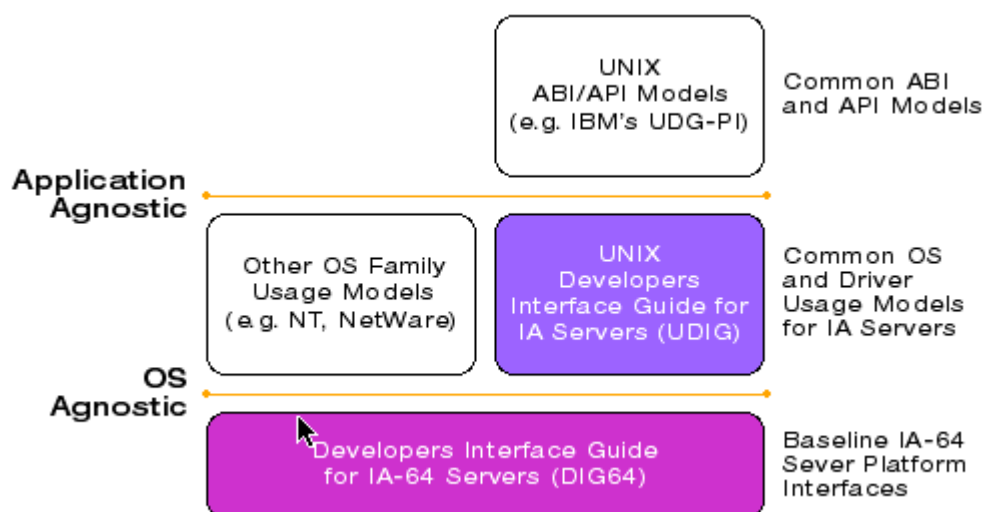 UNIX
ABI/API Models
(e.g. IBM's UDG-PI)
Common ABI
and API Models
Application
Agnostic
Other OS Family
Usage Models
(e.g. NT, NetWare)
UNIX
Developers
Interface Guide for
IA Servers (UDIG)
Common OS
and Driver
Usage Models
for IA Servers
OS
Agnostic
Developers Interface Guide
for IA-64 Servers (DIG64)
Baseline IA-64
Sever Platform
Interfaces